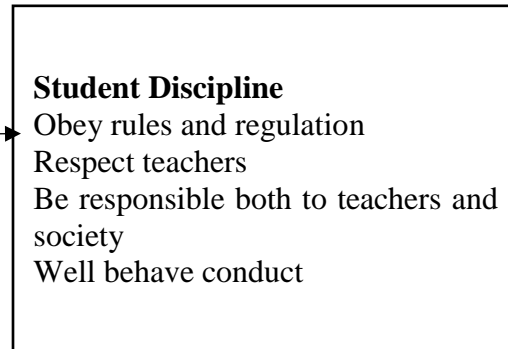 Student Discipline
Obey rules and regulation
Respect teachers
Be responsible both to teachers and
society
Well behave conduct